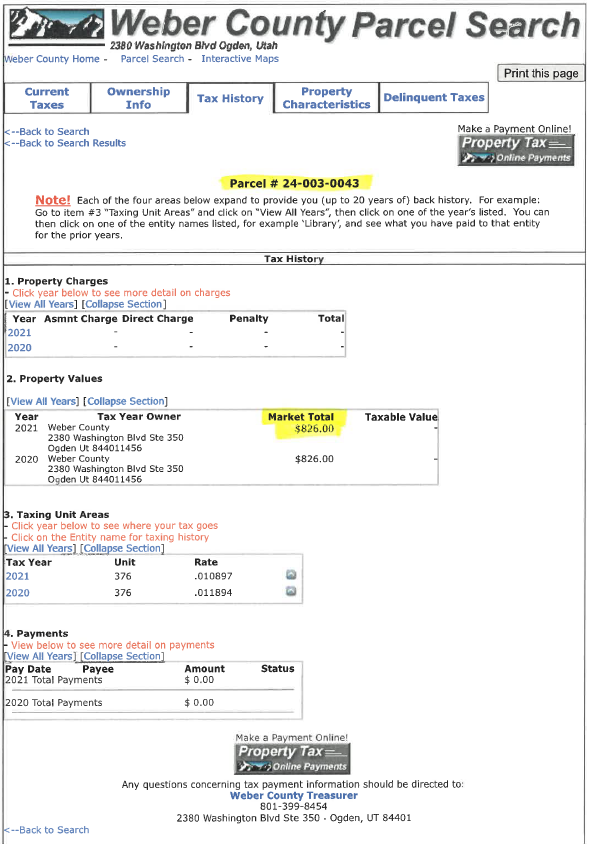 Weber County Parcel Search
2380 Washington Blvd Ogden, Utah
Weber County Home - Parcel Search - Interactive Maps
Print this page
Current Taxes
Ownership Info
Tax History
Property Characteristics
Delinquent Taxes
<--Back to Search
<--Back to Search Results
Make a Payment Online!
Property Tax
Online Payments
Parcel # 24-003-0043
Note! Each of the four areas below expand to provide you (up to 20 years of) back history. For example:
Go to item #3 "Taxing Unit Areas" and click on "View All Years", then click on one of the year's listed. You can
then click on one of the entity names listed, for example 'Library', and see what you have paid to that entity
for the prior years.
Tax History
1. Property Charges
- Click year below to see more detail on charges
[View All Years] [Collapse Section]
Year Asmnt Charge Direct Charge Penalty Total
2021 - - - -
2020 - - - -
2. Property Values
[View All Years] [Collapse Section]
Year Tax Year Owner Market Total Taxable Value
2021 Weber County $826.00 -
2380 Washington Blvd Ste 350
Ogden Ut 844011456
2020 Weber County $826.00 -
2380 Washington Blvd Ste 350
Ogden Ut 844011456
3. Taxing Unit Areas
- Click year below to see where your tax goes
- Click on the Entity name for taxing history
[View All Years] [Collapse Section]
Tax Year Unit Rate
2021 376 .010897
2020 376 .011894
4. Payments
- View below to see more detail on payments
[View All Years] [Collapse Section]
Pay Date Payee Amount Status
2021 Total Payments $ 0.00
2020 Total Payments $ 0.00
Make a Payment Online!
Property Tax
Online Payments
Any questions concerning tax payment information should be directed to:
Weber County Treasurer
801-399-8454
2380 Washington Blvd Ste 350 - Ogden, UT 84401
<--Back to Search